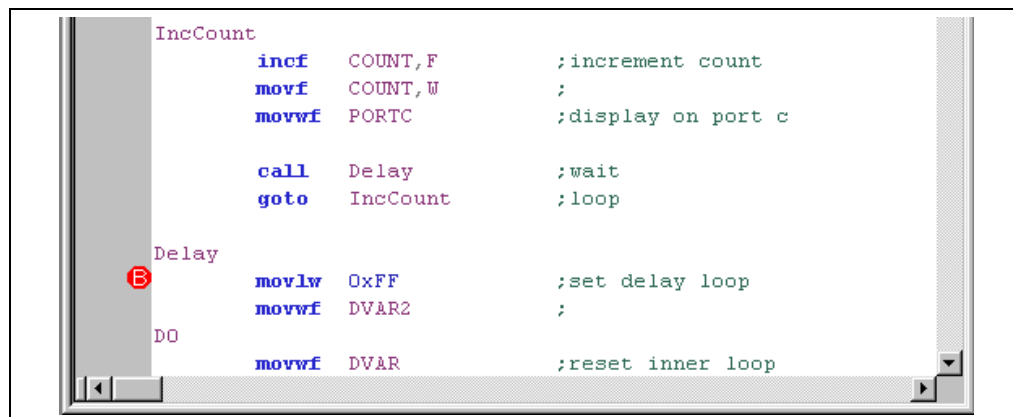 IncCount
incf COUNT,F ;increment count
movf COUNT,W ;
movwf PORTC ;display on port c
call Delay ;wait
goto IncCount ;loop
Delay
B movlw 0xFF ;set delay loop
movwf DVAR2 ;
DO
movwf DVAR ;reset inner loop